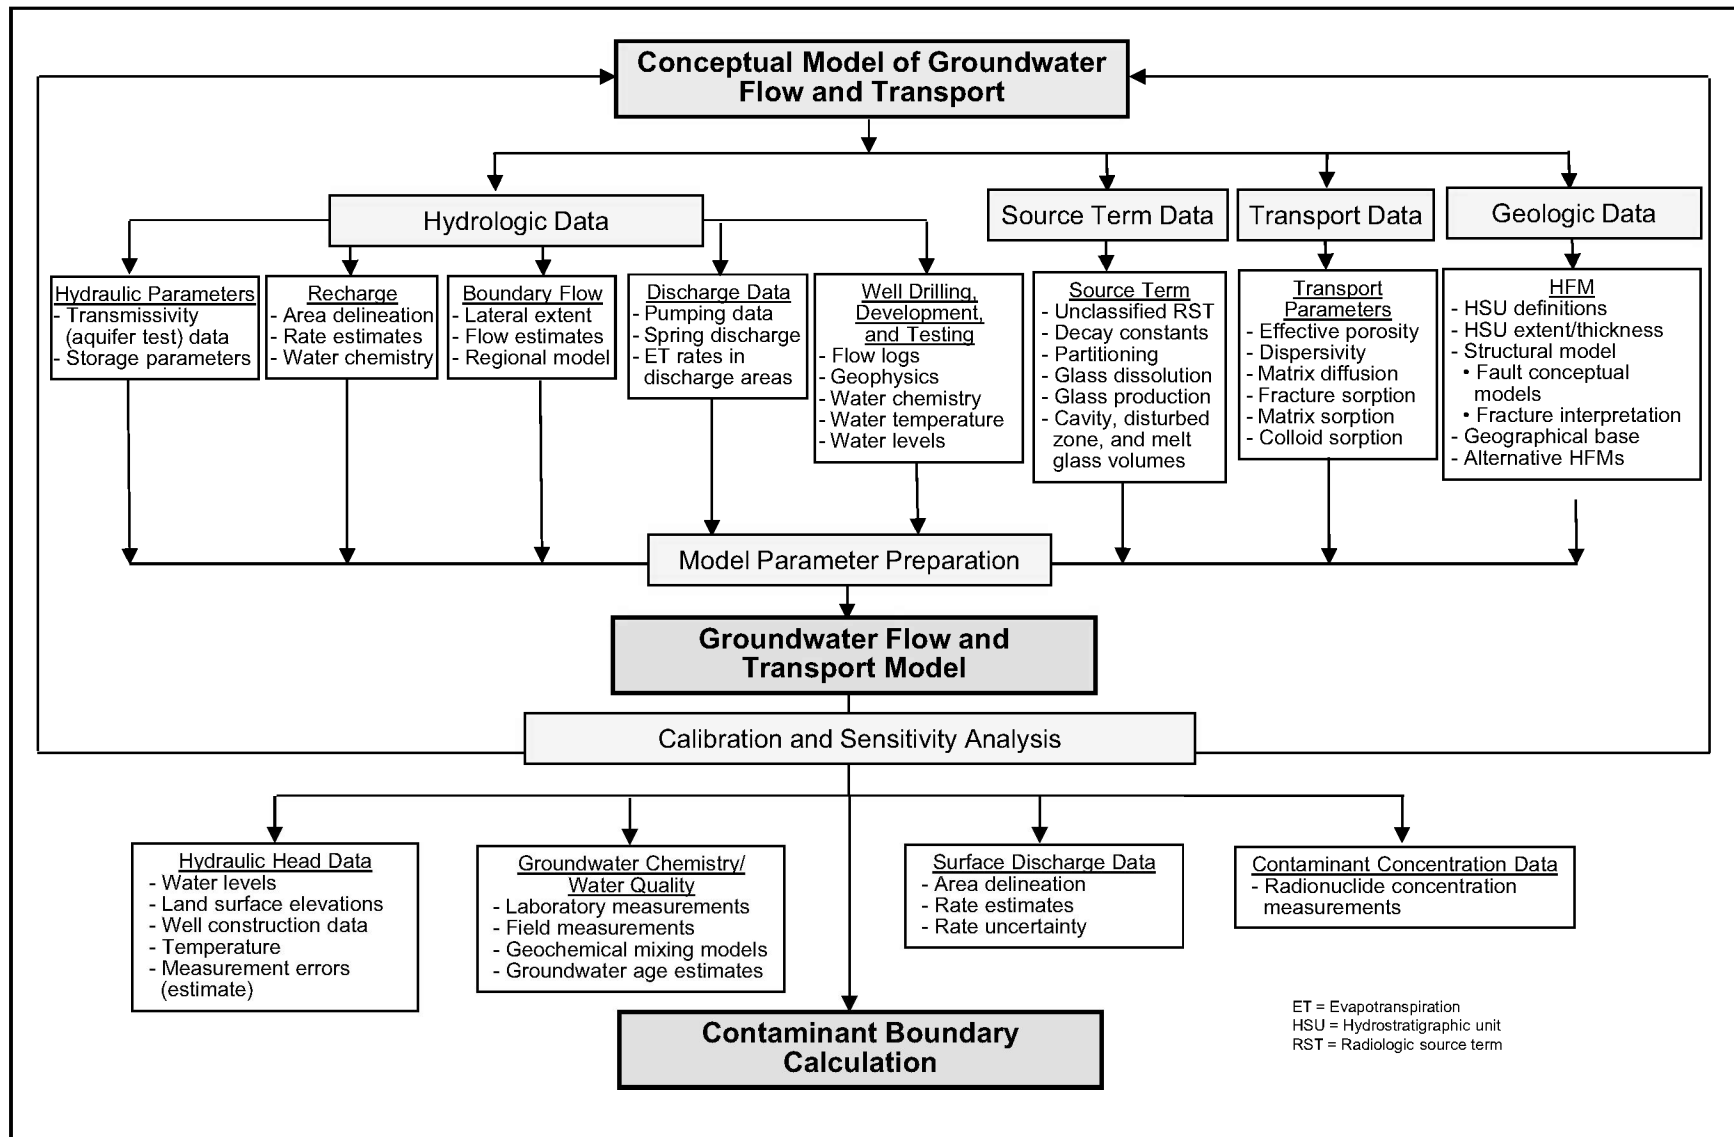 Conceptual Model of Groundwater
Flow and Transport
Hydrologic Data
Source Term Data
Transport Data
Geologic Data
Hydraulic Parameters
- Transmissivity
(aquifer test) data
- Storage parameters
Recharge
- Area delineation
- Rate estimates
- Water chemistry
Boundary Flow
- Lateral extent
- Flow estimates
- Regional model
Discharge Data
- Pumping data
- Spring discharge
- ET rates in
discharge areas
Well Drilling,
Development,
and Testing
- Flow logs
- Geophysics
- Water chemistry
- Water temperature
- Water levels
Source Term
- Unclassified RST
- Decay constants
- Partitioning
- Glass dissolution
- Glass production
- Cavity, disturbed
zone, and melt
glass volumes
Transport
Parameters
- Effective porosity
- Dispersivity
- Matrix diffusion
- Fracture sorption
- Matrix sorption
- Colloid sorption
HFM
- HSU definitions
- HSU extent/thickness
- Structural model
• Fault conceptual
models
• Fracture interpretation
- Geographical base
- Alternative HFMs
Model Parameter Preparation
Groundwater Flow and
Transport Model
Calibration and Sensitivity Analysis
Hydraulic Head Data
- Water levels
- Land surface elevations
- Well construction data
- Temperature
- Measurement errors
(estimate)
Groundwater Chemistry/
Water Quality
- Laboratory measurements
- Field measurements
- Geochemical mixing models
- Groundwater age estimates
Surface Discharge Data
- Area delineation
- Rate estimates
- Rate uncertainty
Contaminant Concentration Data
- Radionuclide concentration
measurements
Contaminant Boundary
Calculation
ET = Evapotranspiration
HSU = Hydrostratigraphic unit
RST = Radiologic source term